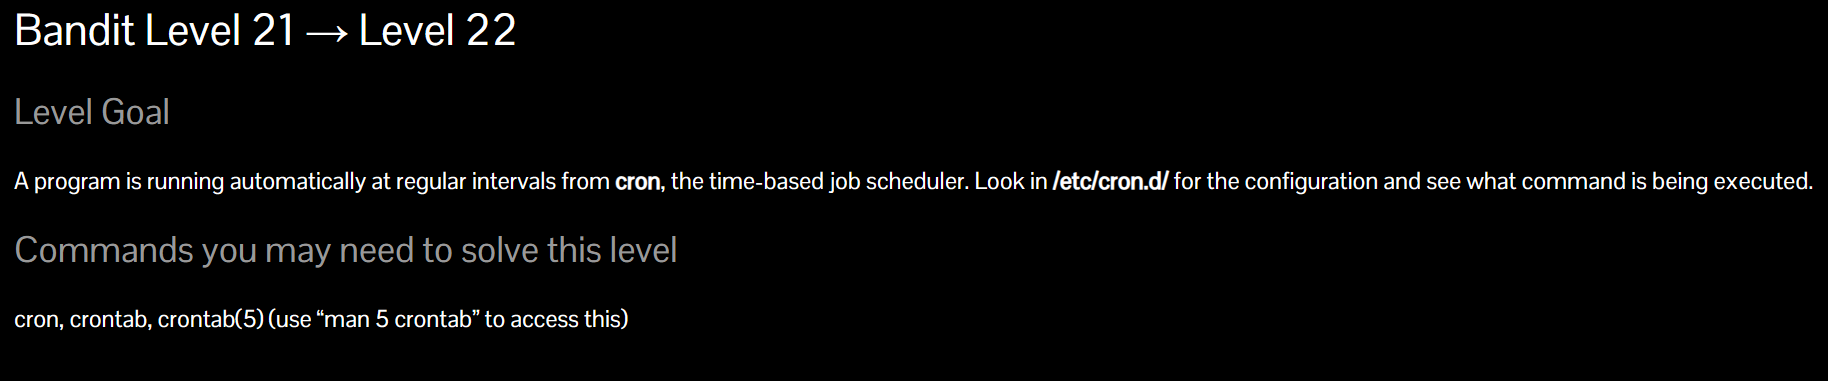 Bandit Level 21 → Level 22
Level Goal
A program is running automatically at regular intervals from cron, the time-based job scheduler. Look in /etc/cron.d/ for the configuration and see what command is being executed.
Commands you may need to solve this level
cron, crontab, crontab(5) (use “man 5 crontab” to access this)